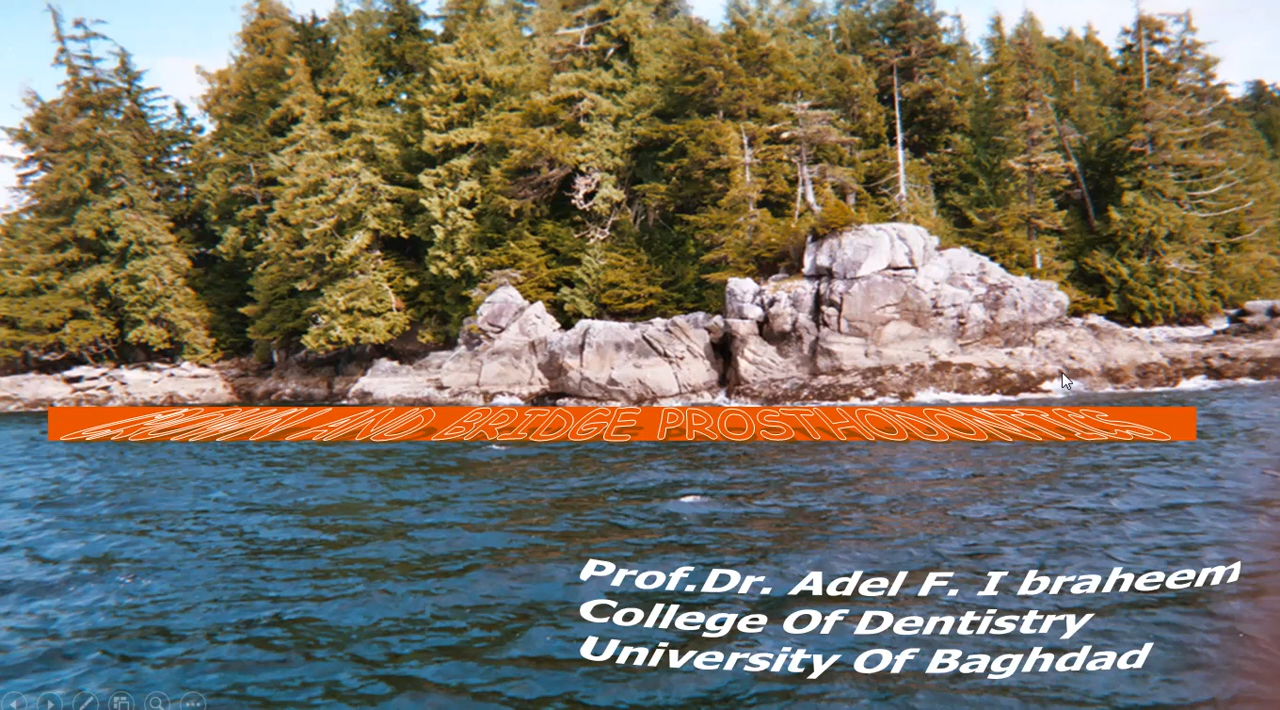 CROWN AND BRIDGE PROSTHODONTICS
Prof.Dr. Adel F. I braheem
College Of Dentistry
University Of Baghdad